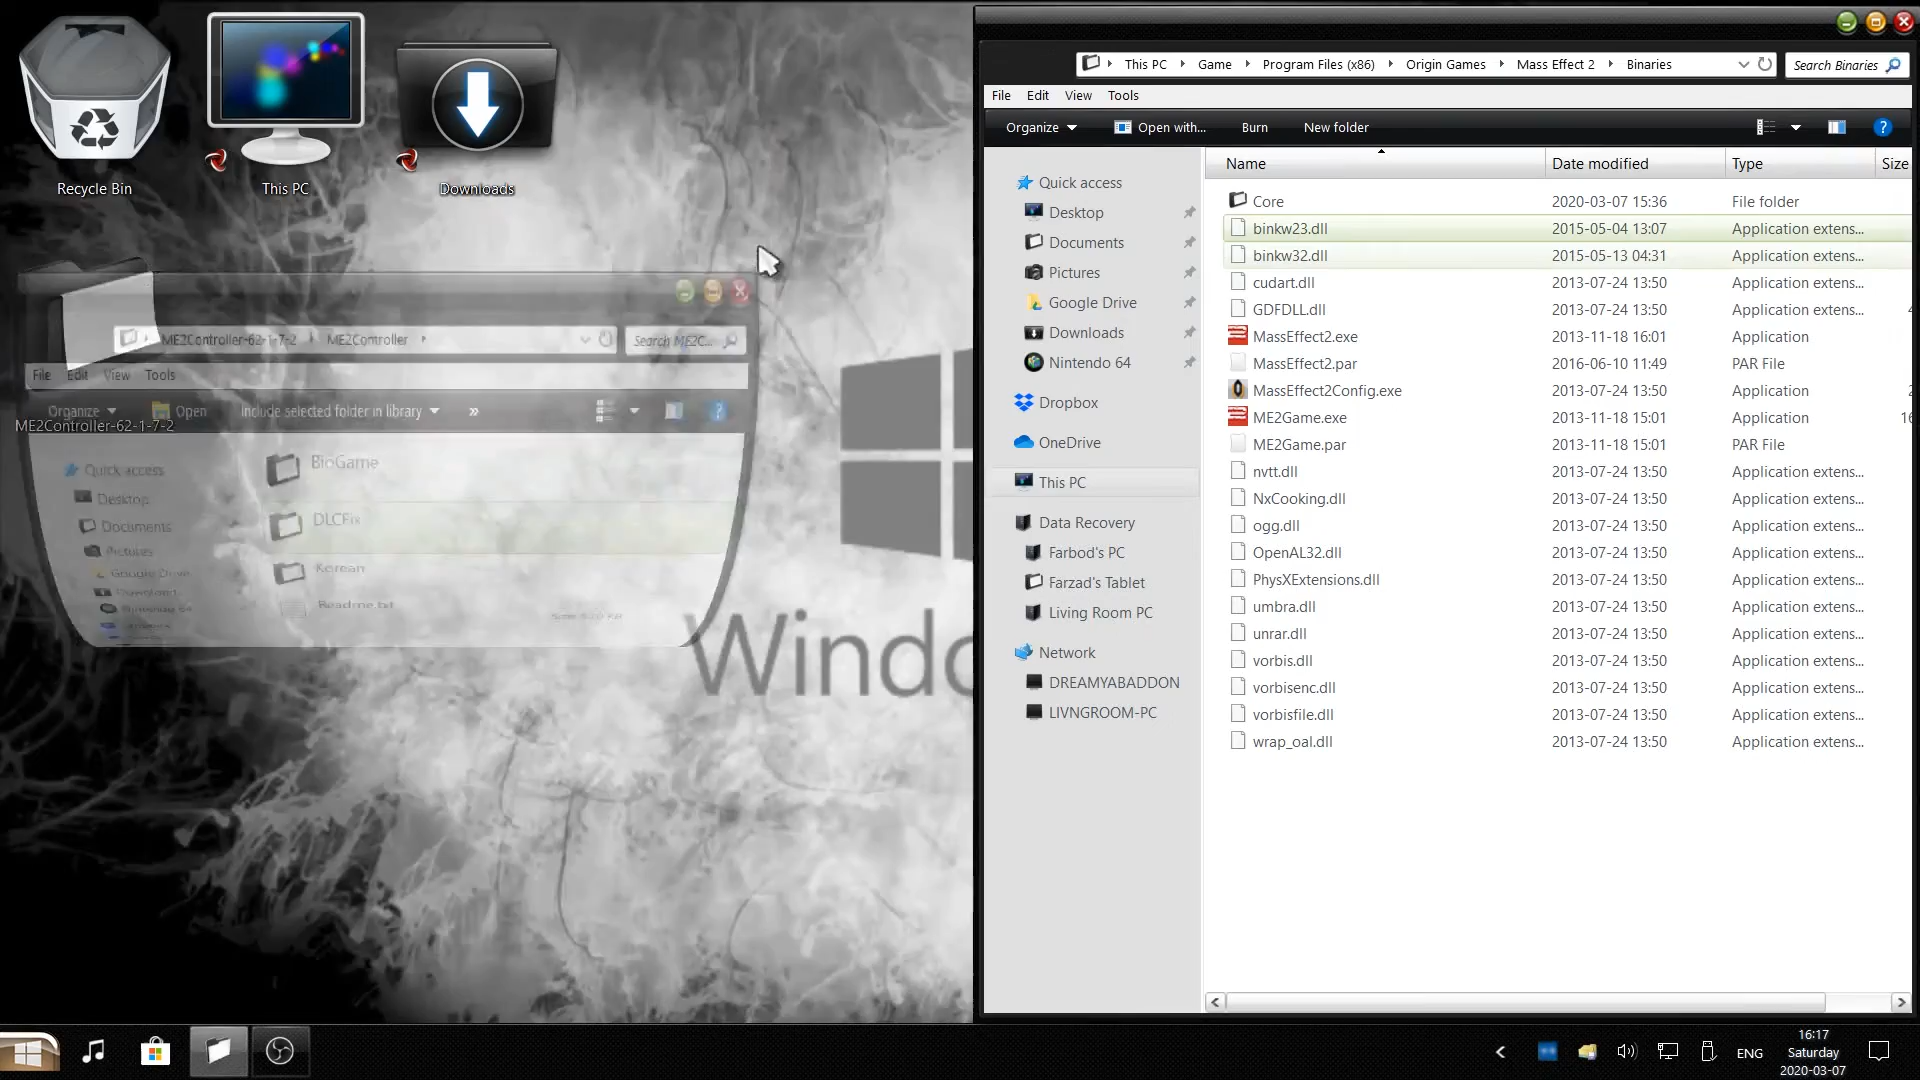 Recycle Bin
This PC
Downloads
ME2Controller-62-1-7-2
ME2Controller-62-1-7-2
ME2Controller
Search ME2C...
File Edit View Tools
Organize Open Include selected folder in library »
Quick access
Desktop
Documents
Pictures
Google Drive
Nintendo 64
BioGame
DLCFix
Korean
Readme.txt
Windo
This PC Game Program Files (x86) Origin Games Mass Effect 2 Binaries
Search Binaries
File Edit View Tools
Organize Open with... Burn New folder
?
Quick access
Desktop
Documents
Pictures
Google Drive
Downloads
Nintendo 64
Dropbox
OneDrive
This PC
Data Recovery
Farbod's PC
Farzad's Tablet
Living Room PC
Network
DREAMYABADDON
LIVNGROOM-PC
Name Date modified Type Size
Core 2020-03-07 15:36 File folder
binkw23.dll 2015-05-04 13:07 Application extens...
binkw32.dll 2015-05-13 04:31 Application extens...
cudart.dll 2013-07-24 13:50 Application extens...
GDFDLL.dll 2013-07-24 13:50 Application extens...
MassEffect2.exe 2013-11-18 16:01 Application
MassEffect2.par 2016-06-10 11:49 PAR File
MassEffect2Config.exe 2013-07-24 13:50 Application
ME2Game.exe 2013-11-18 15:01 Application
ME2Game.par 2013-11-18 15:01 PAR File
nvtt.dll 2013-07-24 13:50 Application extens...
NxCooking.dll 2013-07-24 13:50 Application extens...
ogg.dll 2013-07-24 13:50 Application extens...
OpenAL32.dll 2013-07-24 13:50 Application extens...
PhysXExtensions.dll 2013-07-24 13:50 Application extens...
umbra.dll 2013-07-24 13:50 Application extens...
unrar.dll 2013-07-24 13:50 Application extens...
vorbis.dll 2013-07-24 13:50 Application extens...
vorbisenc.dll 2013-07-24 13:50 Application extens...
vorbisfile.dll 2013-07-24 13:50 Application extens...
wrap_oal.dll 2013-07-24 13:50 Application extens...
ENG
16:17
Saturday
2020-03-07